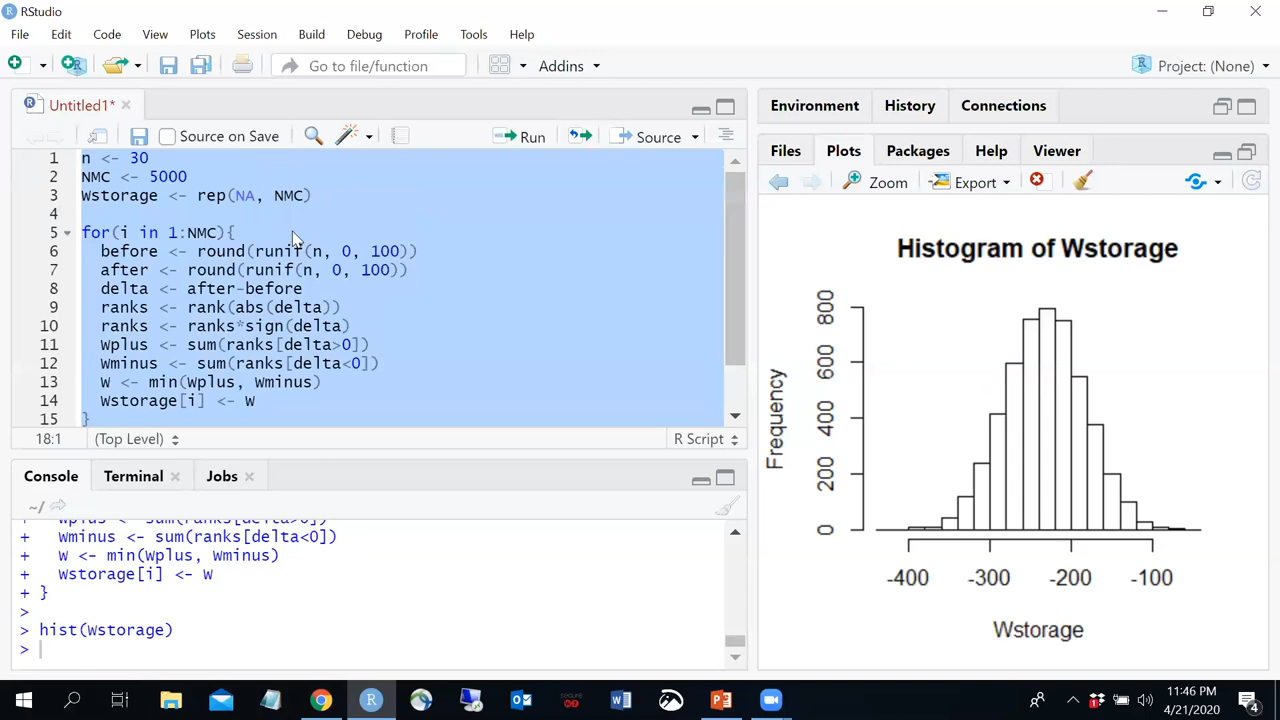 RStudio
File Edit Code View Plots Session Build Debug Profile Tools Help
Go to file/function Addins Project: (None)
Untitled1*
Source on Save Run Source
1 n <- 30
2 NMC <- 5000
3 Wstorage <- rep(NA, NMC)
4
5 for(i in 1:NMC){
6 before <- round(runif(n, 0, 100))
7 after <- round(runif(n, 0, 100))
8 delta <- after-before
9 ranks <- rank(abs(delta))
10 ranks <- ranks*sign(delta)
11 Wplus <- sum(ranks[delta>0])
12 Wminus <- sum(ranks[delta<0])
13 W <- min(Wplus, Wminus)
14 Wstorage[i] <- W
15 }
18:1 (Top Level) R Script
Console Terminal Jobs
~/
+ Wplus <- sum(ranks[delta>0])
+ Wminus <- sum(ranks[delta<0])
+ W <- min(Wplus, Wminus)
+ Wstorage[i] <- W
+ }
>
> hist(Wstorage)
>
Environment History Connections
Files Plots Packages Help Viewer
Zoom Export
Histogram of Wstorage
Frequency
800
600
400
200
0
-400 -300 -200 -100
Wstorage
11:46 PM
4/21/2020
4